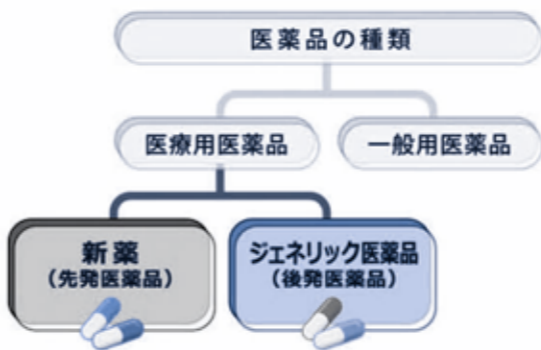 医薬品の種類
医療用医薬品
一般用医薬品
新薬
(先発医薬品)
ジェネリック医薬品
(後発医薬品)